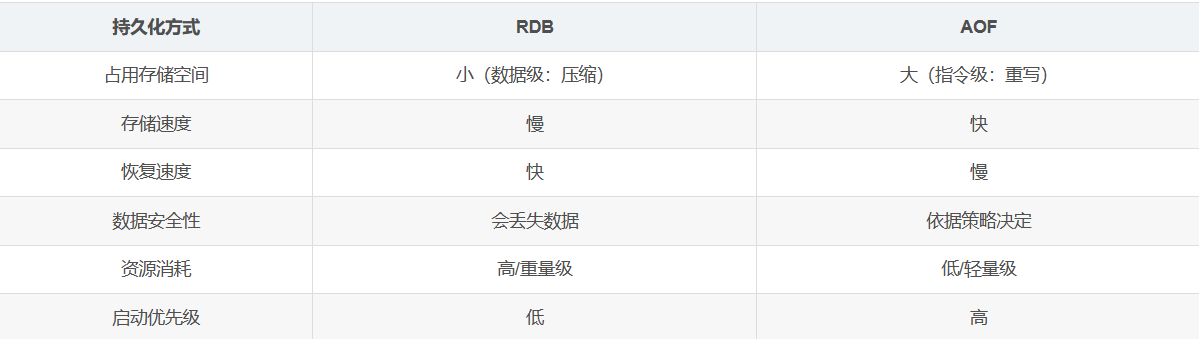 持久化方式 RDB AOF
占用存储空间 小（数据级：压缩） 大（指令级：重写）
存储速度 慢 快
恢复速度 快 慢
数据安全性 会丢失数据 依据策略决定
资源消耗 高/重量级 低/轻量级
启动优先级 低 高